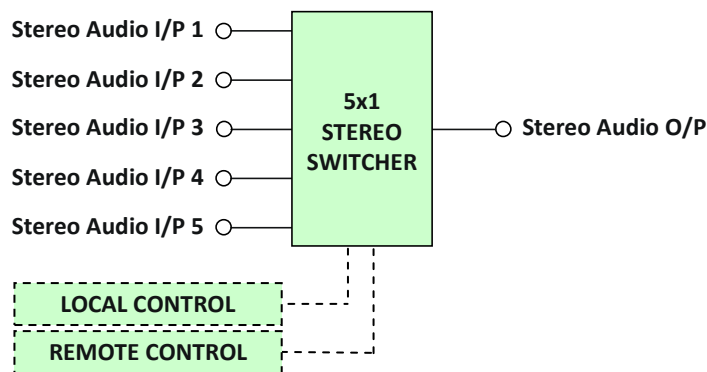 Stereo Audio I/P 1
Stereo Audio I/P 2
Stereo Audio I/P 3
Stereo Audio I/P 4
Stereo Audio I/P 5
5x1
STEREO
SWITCHER
Stereo Audio O/P
LOCAL CONTROL
REMOTE CONTROL